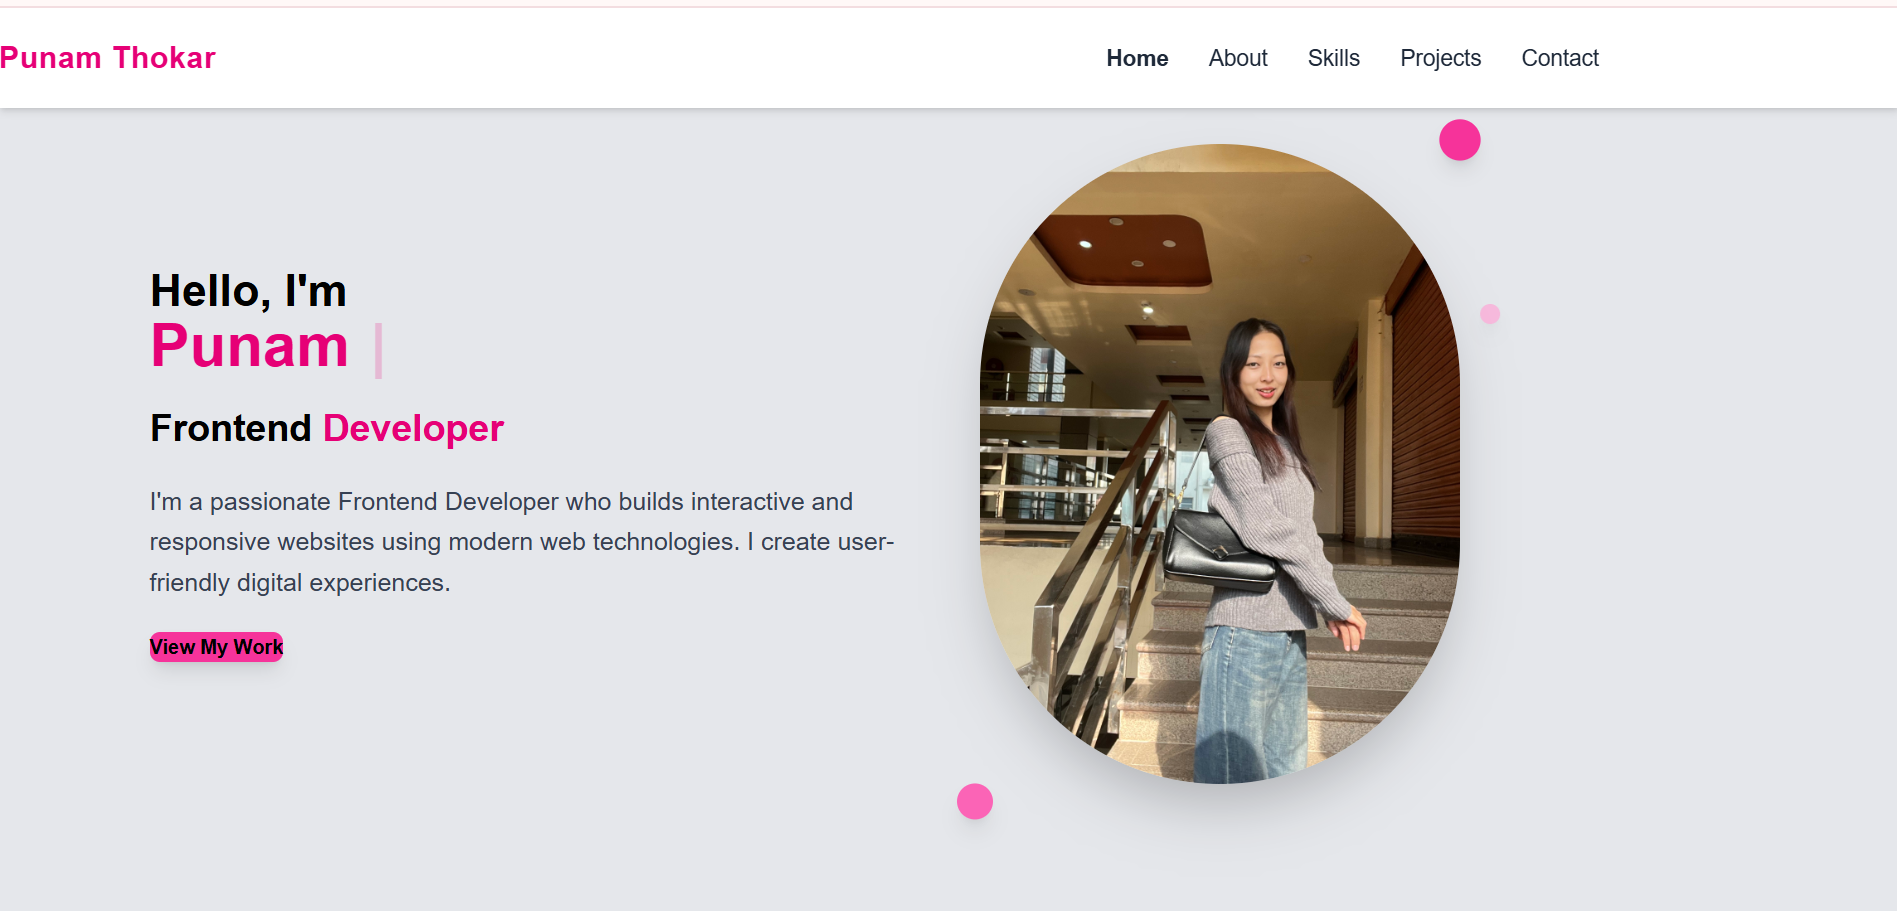 Punam Thokar
Home About Skills Projects Contact
Hello, I'm
Punam |
Frontend Developer
I'm a passionate Frontend Developer who builds interactive and
responsive websites using modern web technologies. I create user-
friendly digital experiences.
View My Work